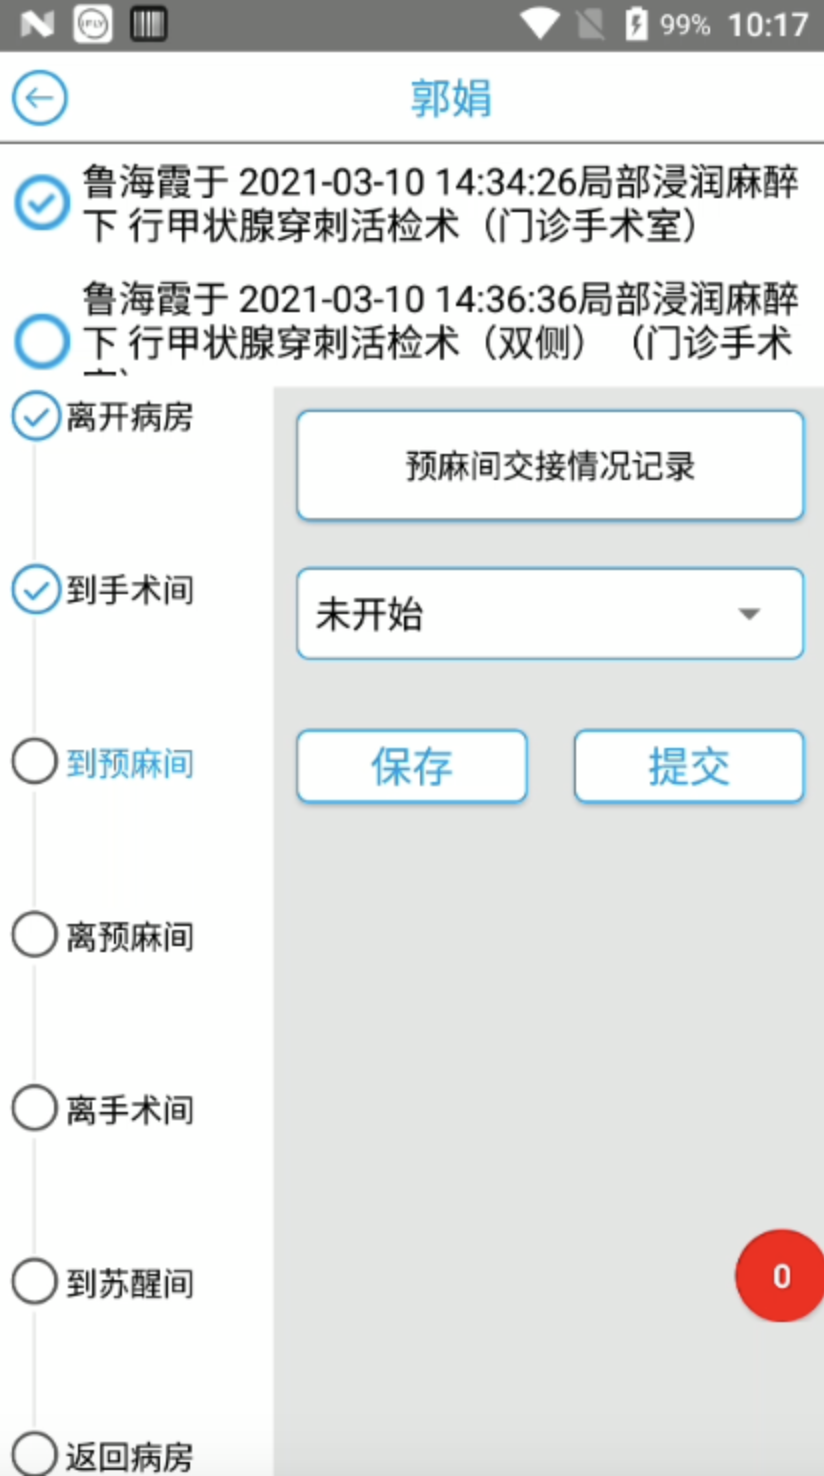 iFLY
99% 10:17
郭娟
鲁海霞于 2021-03-10 14:34:26局部浸润麻醉
下 行甲状腺穿刺活检术（门诊手术室）
鲁海霞于 2021-03-10 14:36:36局部浸润麻醉
下 行甲状腺穿刺活检术（双侧）（门诊手术
离开病房
预麻间交接情况记录
到手术间
未开始
到预麻间
保存
提交
离预麻间
离手术间
到苏醒间
0
返回病房